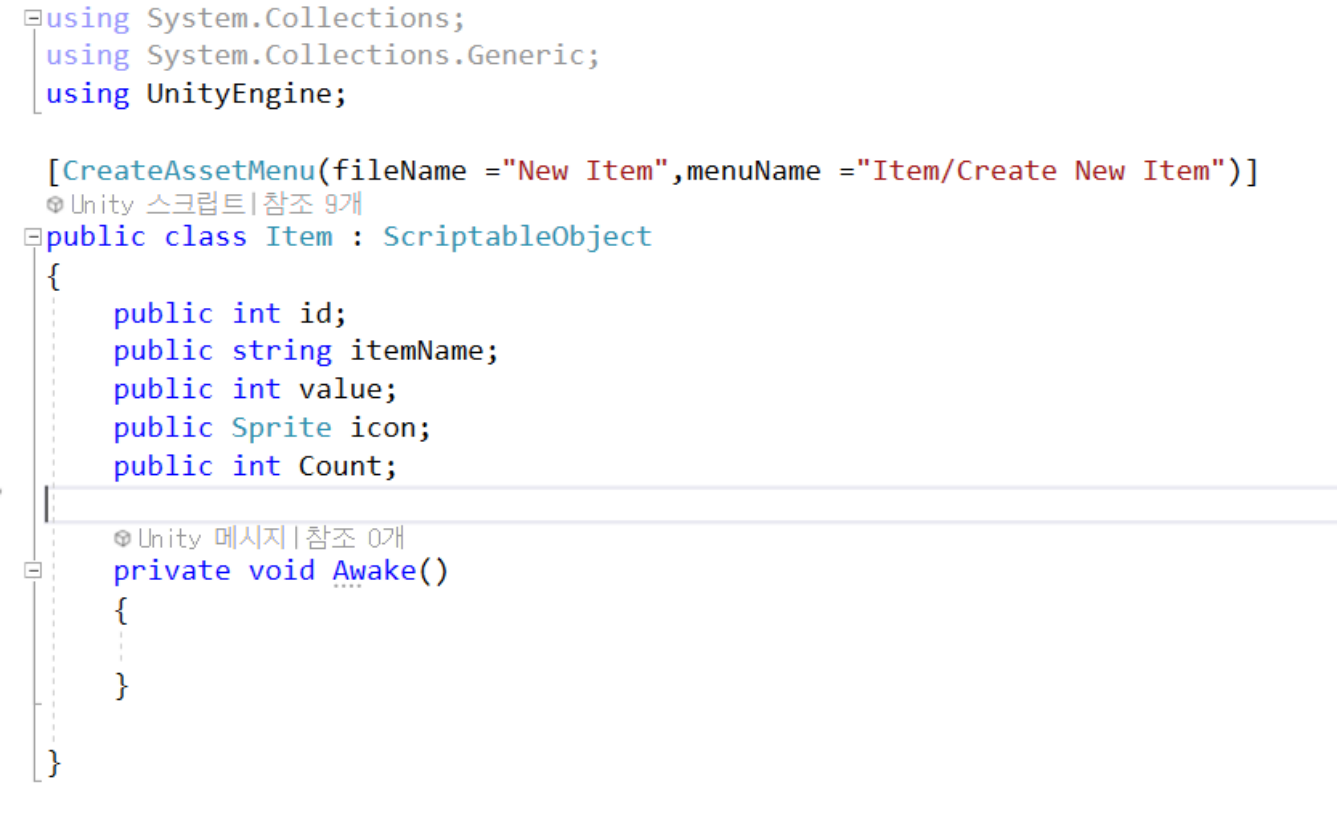 using System.Collections;
using System.Collections.Generic;
using UnityEngine;
[CreateAssetMenu(fileName ="New Item",menuName ="Item/Create New Item")]
Unity 스크립트|참조 9개
public class Item : ScriptableObject
{
public int id;
public string itemName;
public int value;
public Sprite icon;
public int Count;
Unity 메시지|참조 0개
private void Awake()
{
}
}